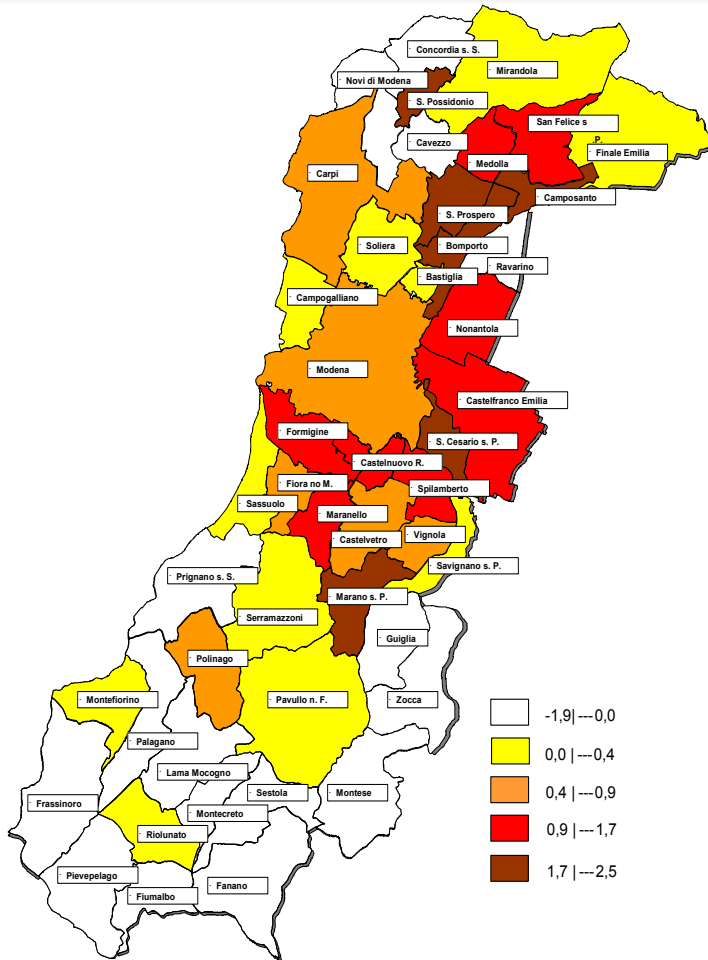 Concordia s. S.
Mirandola
Novi di Modena
S. Possidonio
San Felice s
P.
Cavezzo
Finale Emilia
Medolla
Carpi
Camposanto
S. Prospero
Soliera
Bomporto
Ravarino
Bastiglia
Campogalliano
Nonantola
Modena
Castelfranco Emilia
Formigine
S. Cesario s. P.
Castelnuovo R.
Fiora no M.
Spilamberto
Sassuolo
Maranello
Vignola
Castelvetro
Savignano s. P.
Prignano s. S.
Marano s. P.
Serramazzoni
Guiglia
Polinago
Montefiorino
Pavullo n. F.
Zocca
Palagano
Lama Mocogno
Sestola
Montese
Frassinoro
Montecreto
Riolunato
Pievepelago
Fanano
Fiumalbo
-1,9|---0,0
0,0 |---0,4
0,4 |---0,9
0,9 |---1,7
1,7 |---2,5